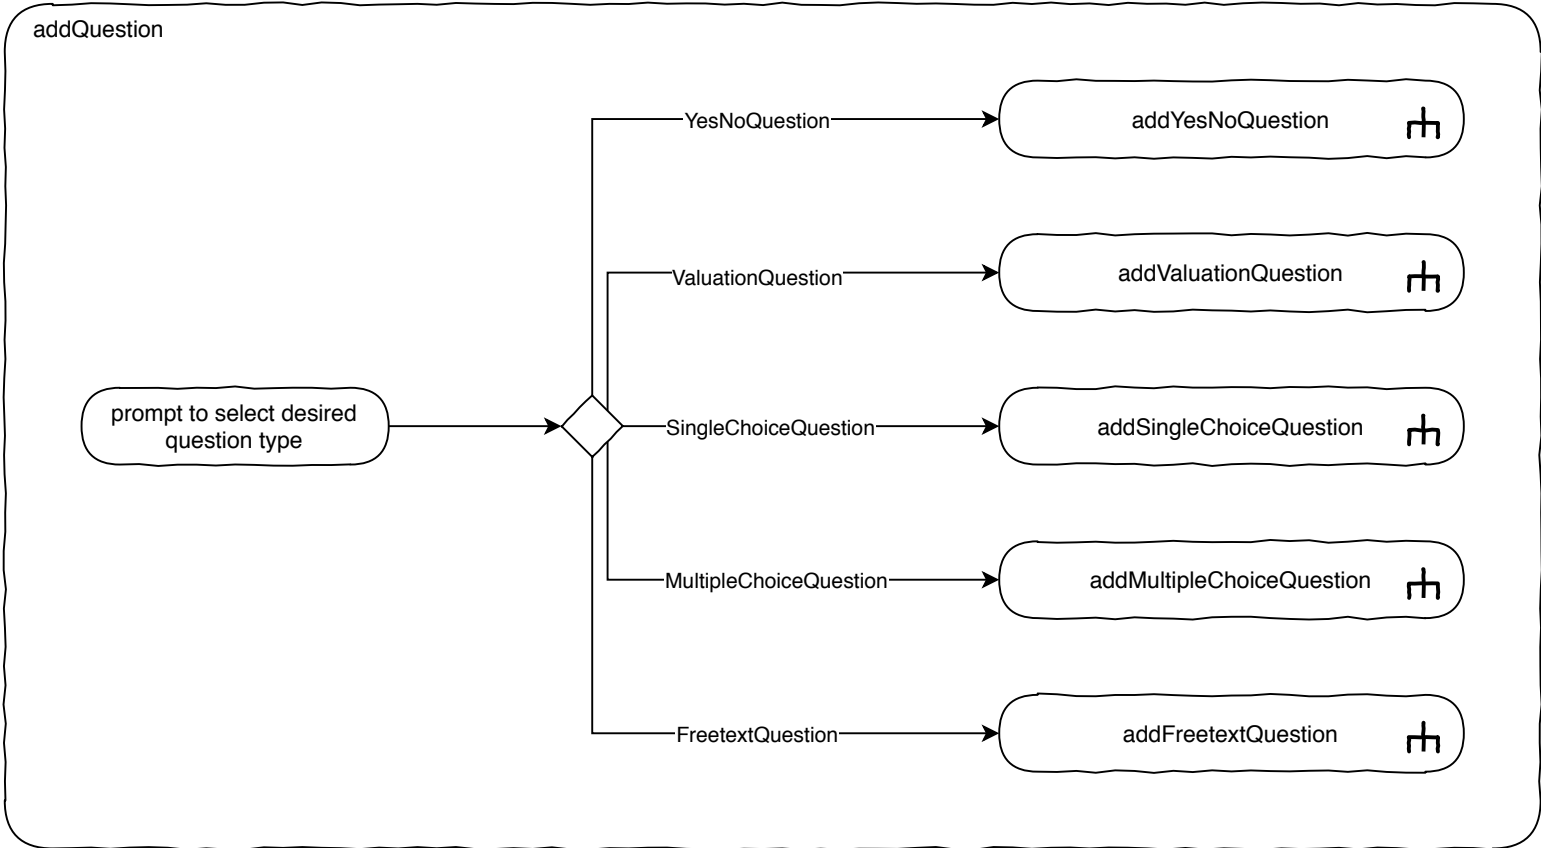 addQuestion
YesNoQuestion
addYesNoQuestion
ValuationQuestion
addValuationQuestion
prompt to select desired
question type
SingleChoiceQuestion
addSingleChoiceQuestion
MultipleChoiceQuestion
addMultipleChoiceQuestion
FreetextQuestion
addFreetextQuestion